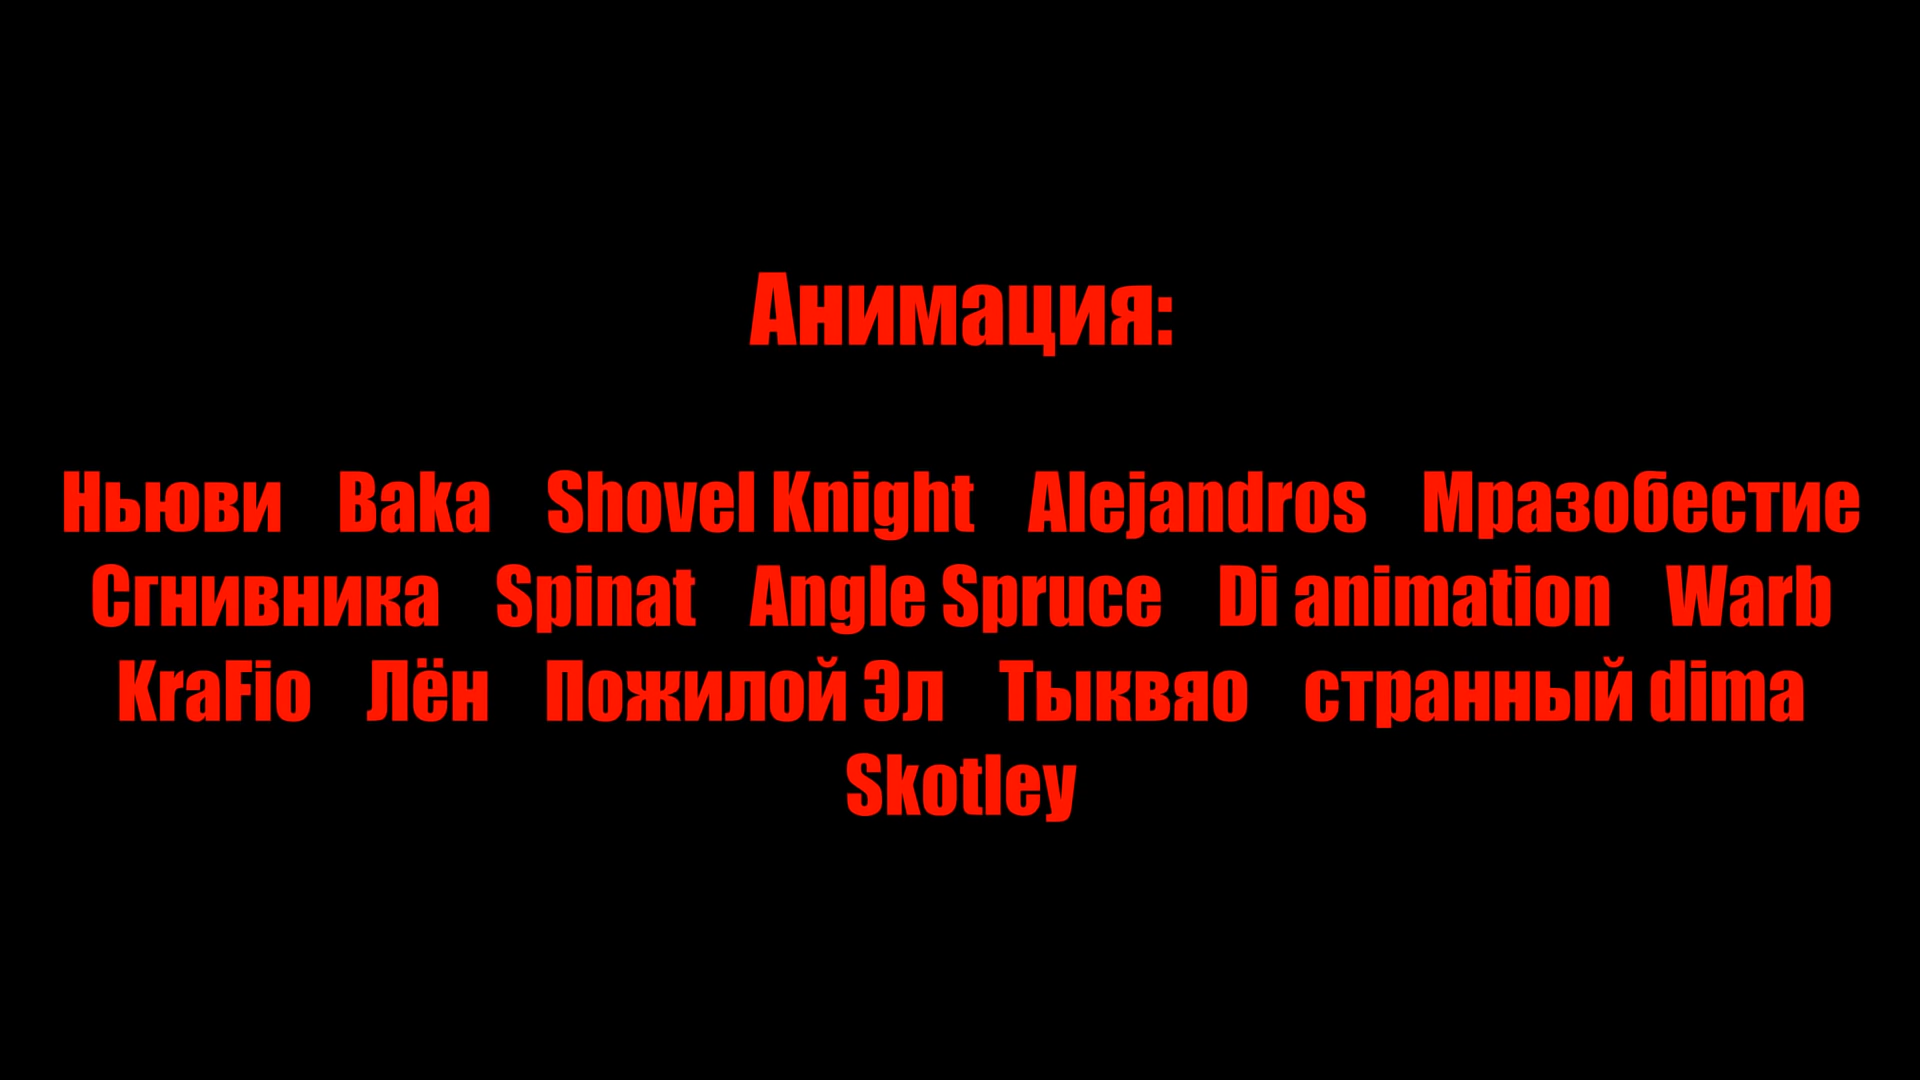 Анимация:
Ньюви Baka Shovel Knight Alejandros Мразобестие
Сгнивника Spinat Angle Spruce Di animation Warb
KraFio Лён Пожилой Эл Тыквяо странный dima
Skotley